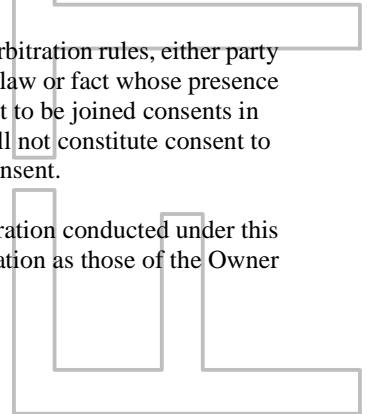 rbitration rules, either party
law or fact whose presence
t to be joined consents in
ll not constitute consent to
nsent.
ration conducted under this
ation as those of the Owner